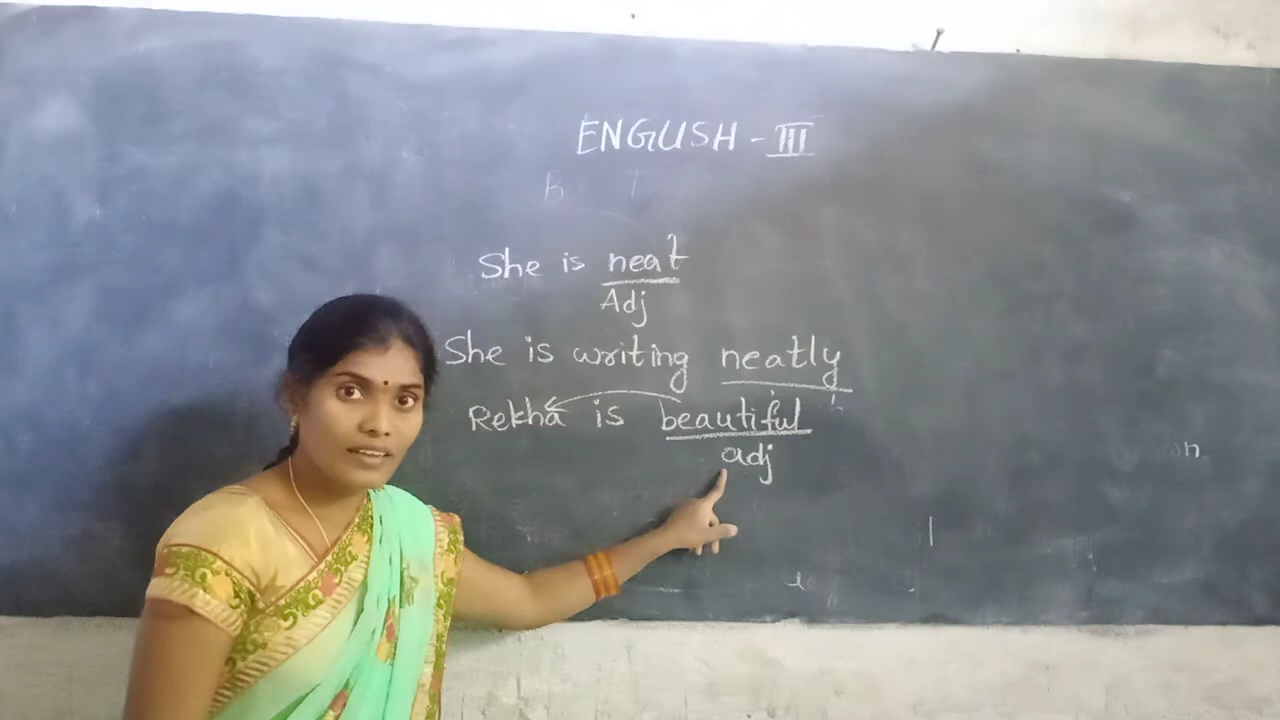 ENGLISH - III
She is neat
Adj
She is writing neatly
Rekha is beautiful
adj